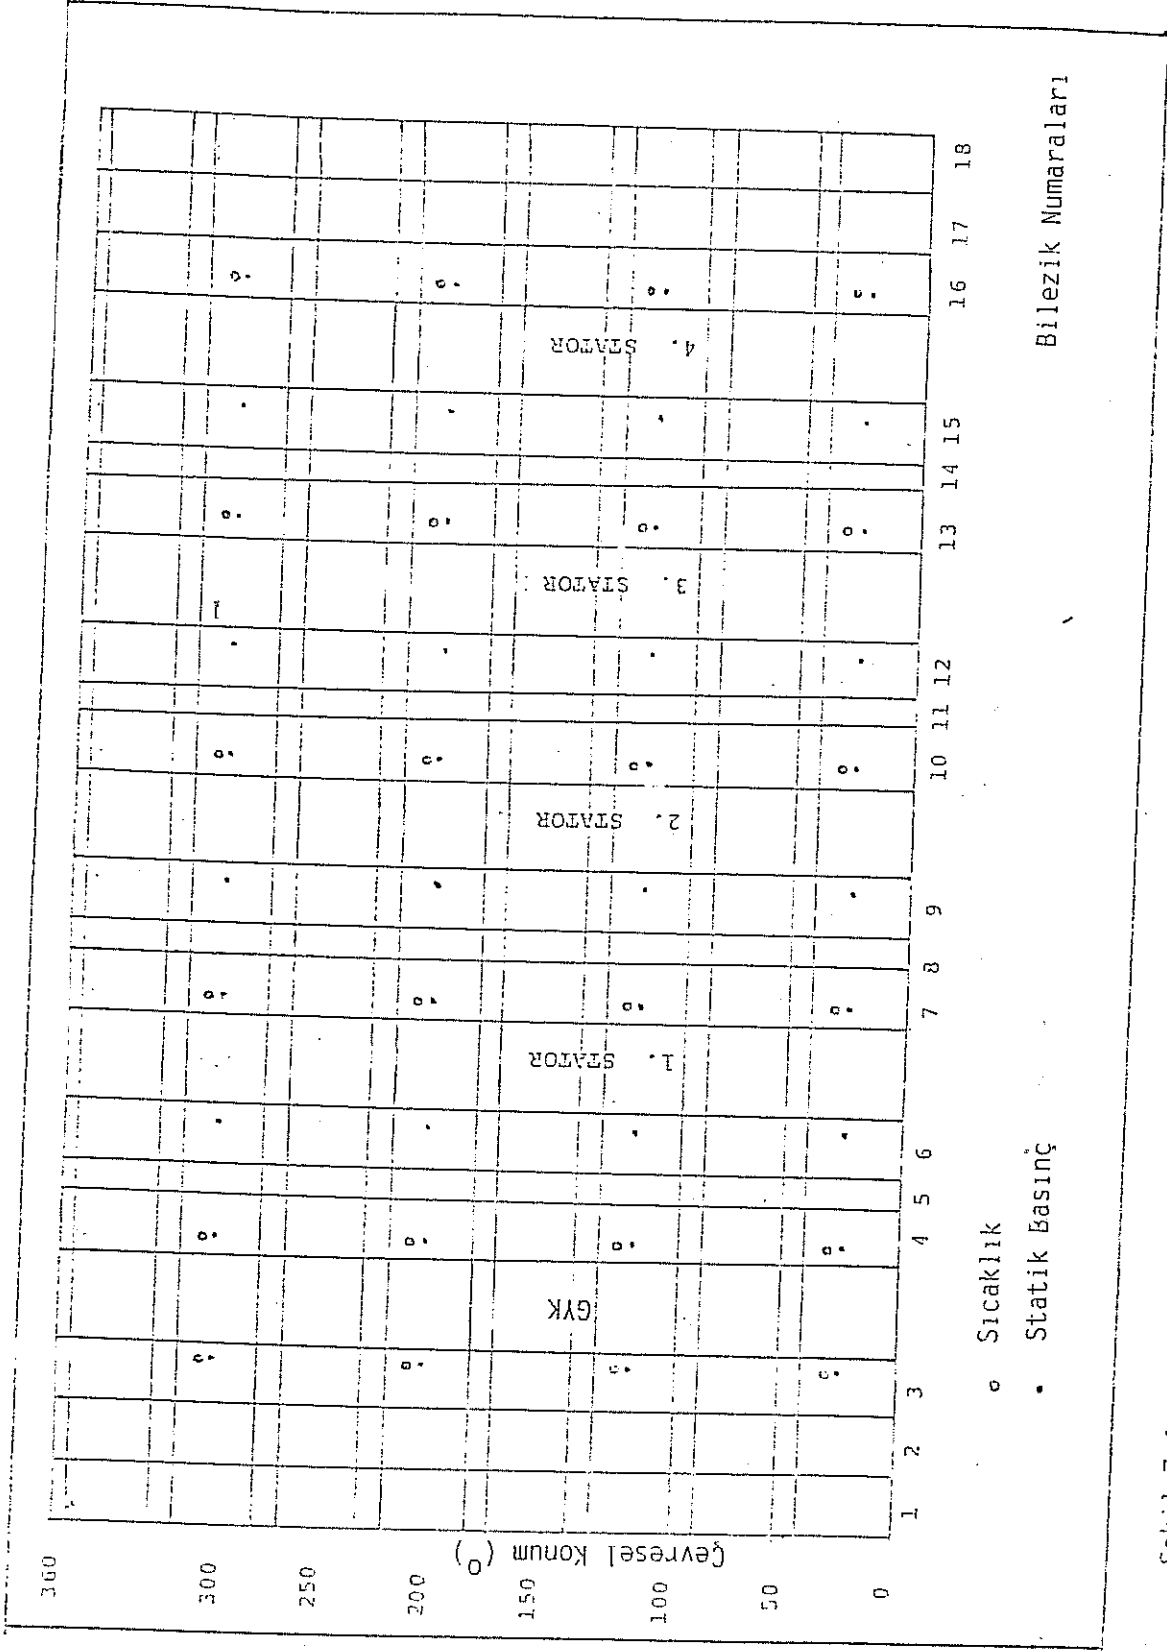 360
300
250
200
150
100
50
0
Çevresel Konum (O)
GYK
1. STATOR
2. STATOR
3. STATOR
4. STATOR
1 2 3 4 5 6 7 8 9 10 11 12 13 14 15 16 17 18
Bilezik Numaraları
o Sıcaklık
• Statik Basınç